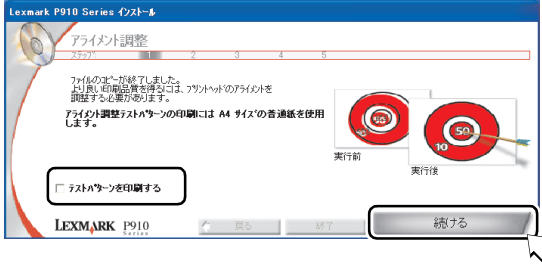 Lexmark P910 Series インストール
アライメント調整
ステップ 1 2 3 4 5
ファイルのコピーが終了しました。
より良い印刷品質を得るには、プリントヘッドのアライメントを
調整する必要があります。
アライメント調整テストパターンの印刷には A4 サイズの普通紙を使用
します。
50
10
50
10
実行前
実行後
テストパターンを印刷する
LEXMARK P910
Series
戻る
終了
続ける